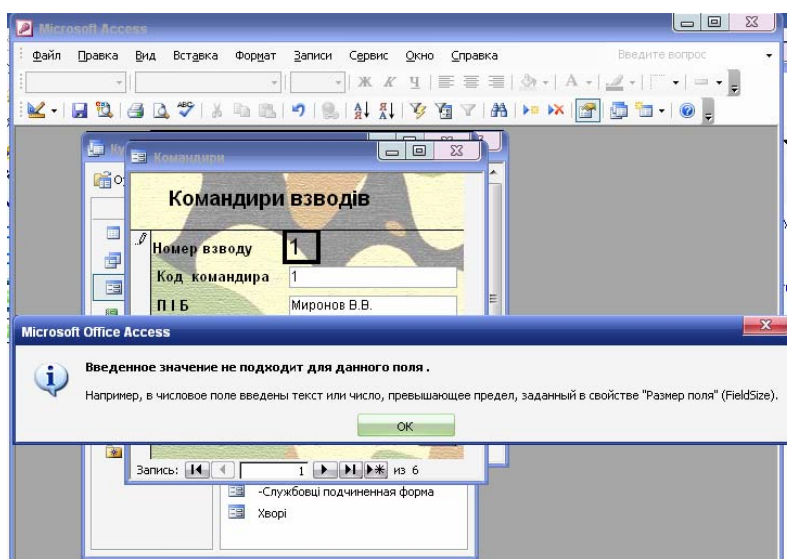 Microsoft Access
Файл Правка Вид Вставка Формат Записи Сервис Окно Справка Введите вопрос
Ж К Ч
Командири
Командири взводів
Номер взводу 1
Код командира 1
П І Б Миронов В.В.
Microsoft Office Access
Введенное значение не подходит для данного поля .
Например, в числовое поле введены текст или число, превышающее предел, заданный в свойстве "Размер поля" (FieldSize).
OK
Запись: 1 из 6
-Службовці подчиненная форма
Хворі